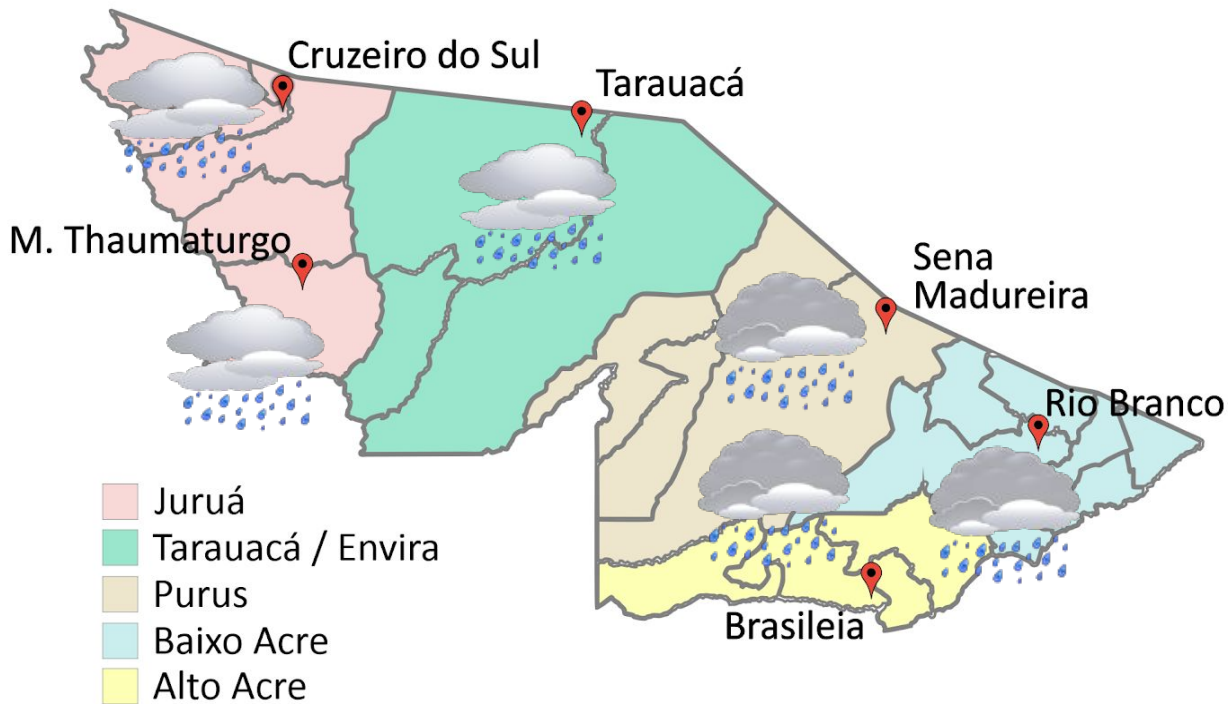 Cruzeiro do Sul
Tarauacá
M. Thaumaturgo
Sena
Madureira
Rio Branco
Brasileia
Juruá
Tarauacá / Envira
Purus
Baixo Acre
Alto Acre